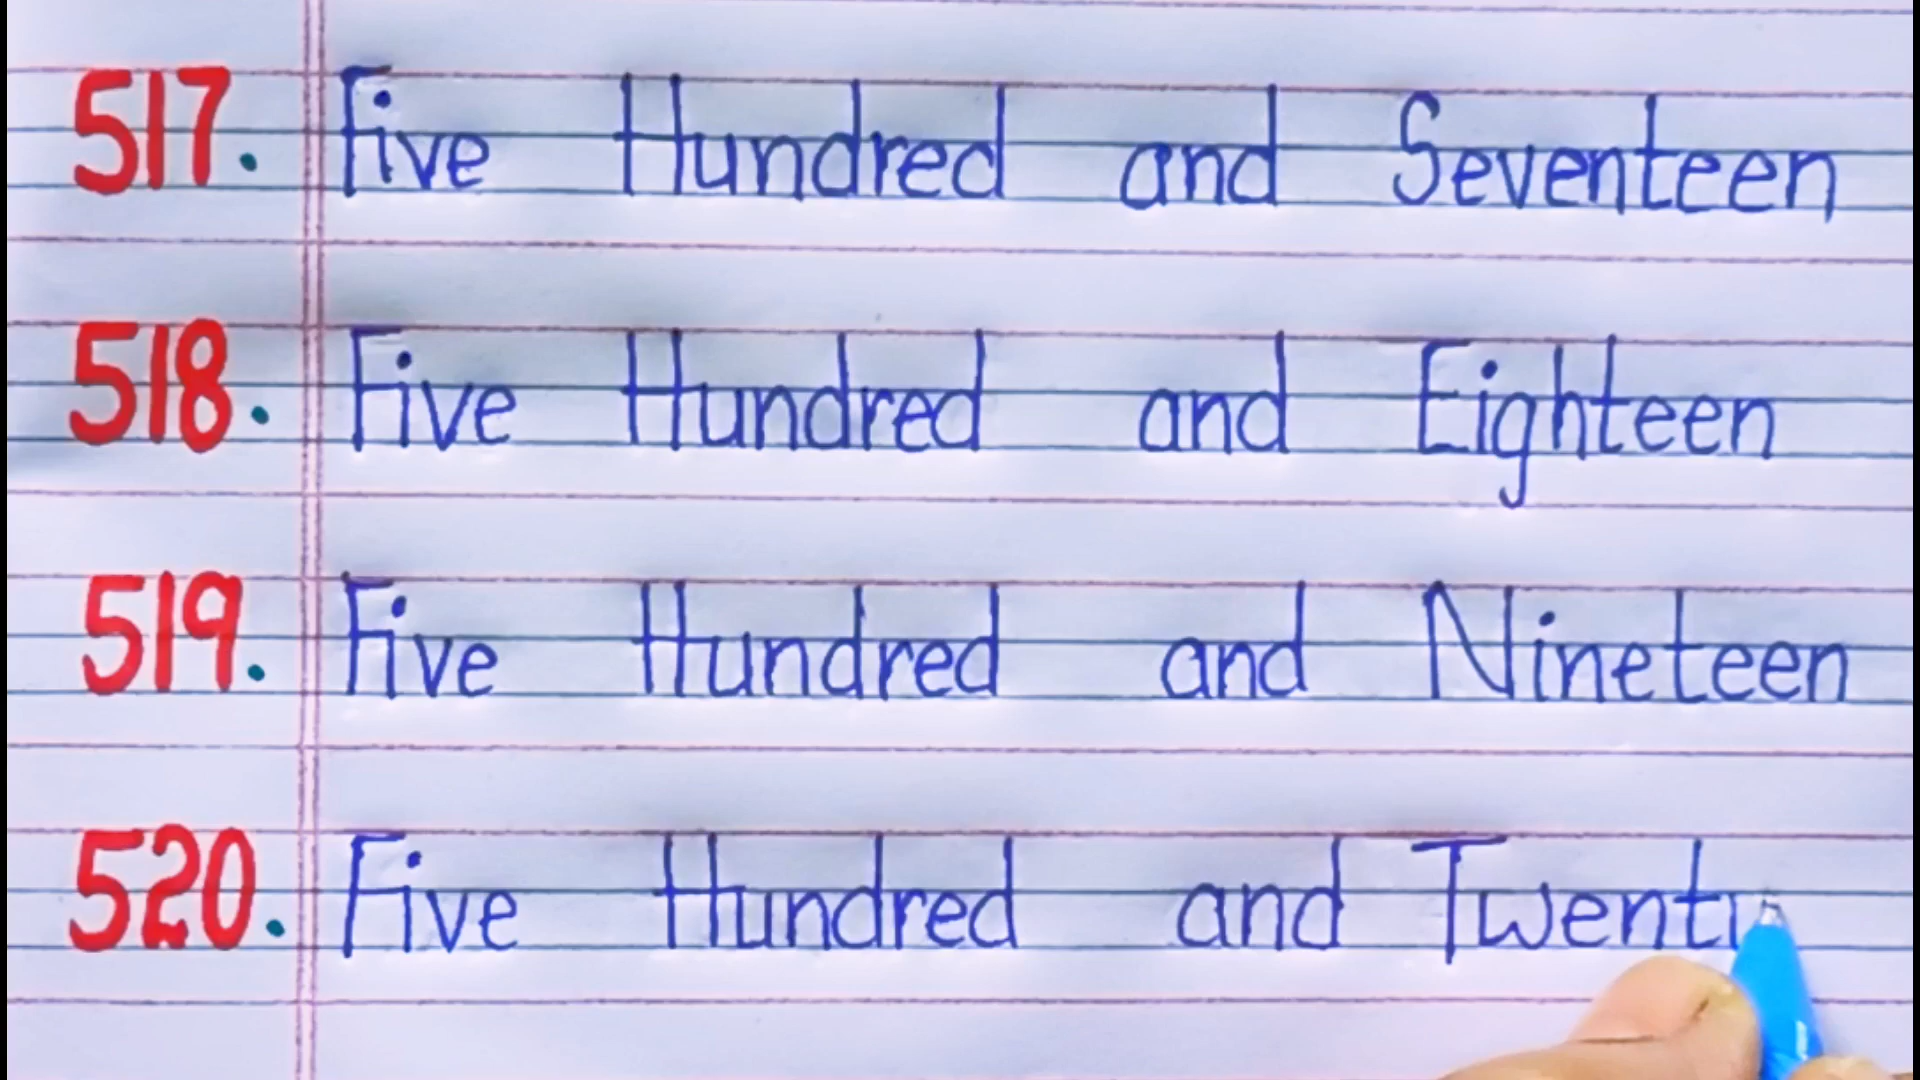 517. Five Hundred and Seventeen
518. Five Hundred and Eighteen
519. Five Hundred and Nineteen
520. Five Hundred and